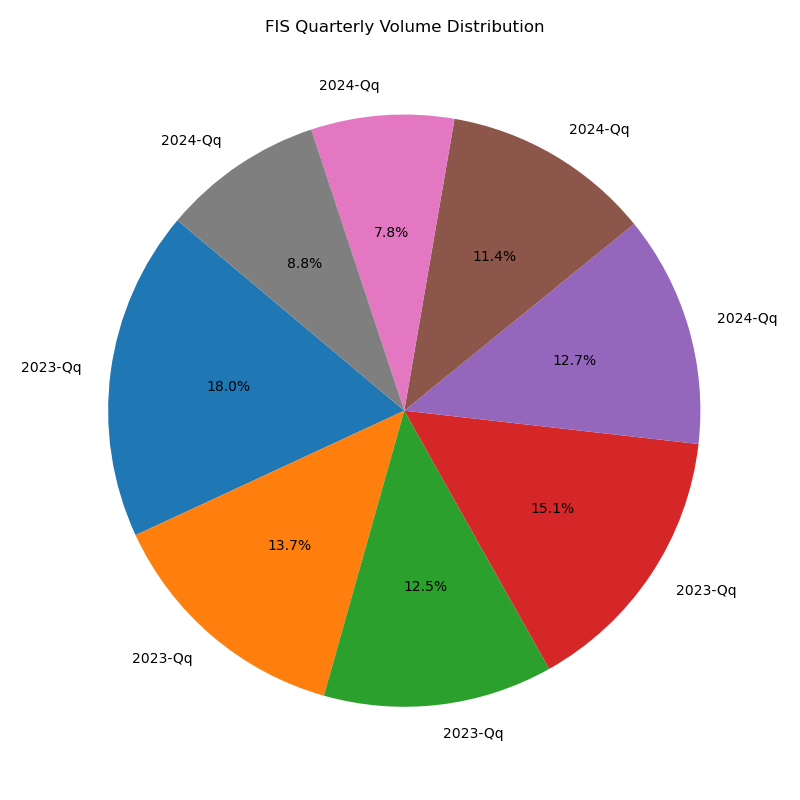 FIS Quarterly Volume Distribution
2024-Qq
2024-Qq
2024-Qq
7.8%
11.4%
8.8%
2024-Qq
12.7%
2023-Qq
18.0%
15.1%
13.7%
12.5%
2023-Qq
2023-Qq
2023-Qq